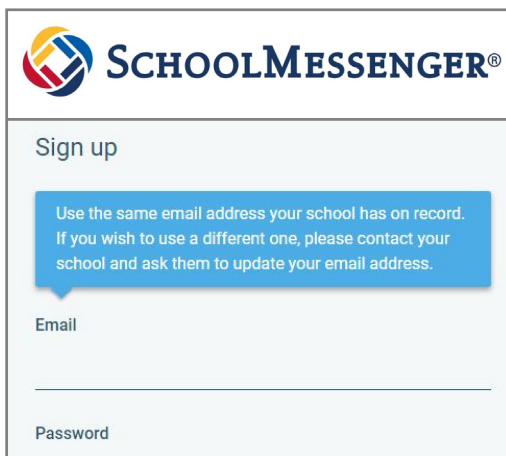 SCHOOLMESSENGER®
Sign up
Use the same email address your school has on record.
If you wish to use a different one, please contact your
school and ask them to update your email address.
Email
Password